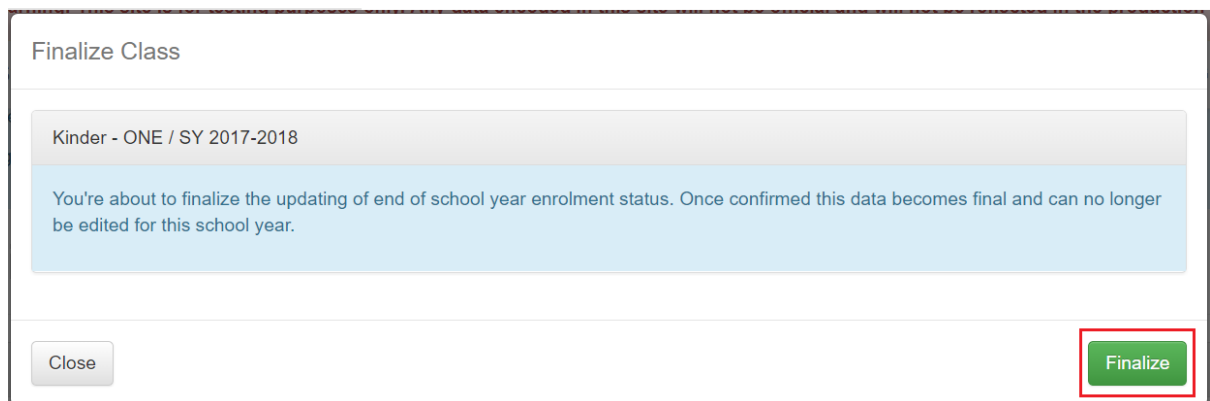 Finalize Class
Kinder - ONE / SY 2017-2018
You're about to finalize the updating of end of school year enrolment status. Once confirmed this data becomes final and can no longer
be edited for this school year.
Close
Finalize